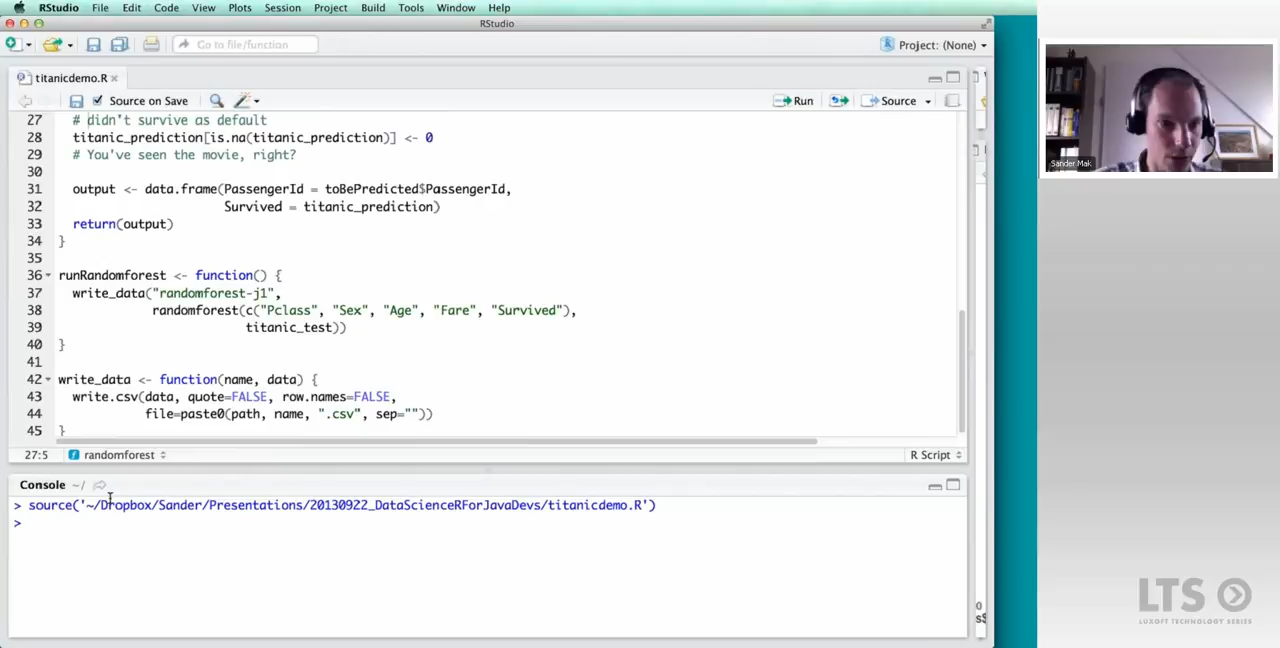 RStudio File Edit Code View Plots Session Project Build Tools Window Help
RStudio
Go to file/function
Project: (None)
titanicdemo.R
Source on Save
Run
Source
27 # didn't survive as default
28 titanic_prediction[is.na(titanic_prediction)] <- 0
29 # You've seen the movie, right?
30
31 output <- data.frame(PassengerId = toBePredicted$PassengerId,
32 Survived = titanic_prediction)
33 return(output)
34 }
35
36 runRandomforest <- function() {
37 write_data("randomforest-j1",
38 randomforest(c("Pclass", "Sex", "Age", "Fare", "Survived"),
39 titanic_test))
40 }
41
42 write_data <- function(name, data) {
43 write.csv(data, quote=FALSE, row.names=FALSE,
44 file=paste0(path, name, ".csv", sep=""))
45 }
27:5 randomforest R Script
Console ~/
> source('~/Dropbox/Sander/Presentations/20130922_DataScienceRForJavaDevs/titanicdemo.R')
>
Sander Mak
LTS
LUXOFT TECHNOLOGY SERIES